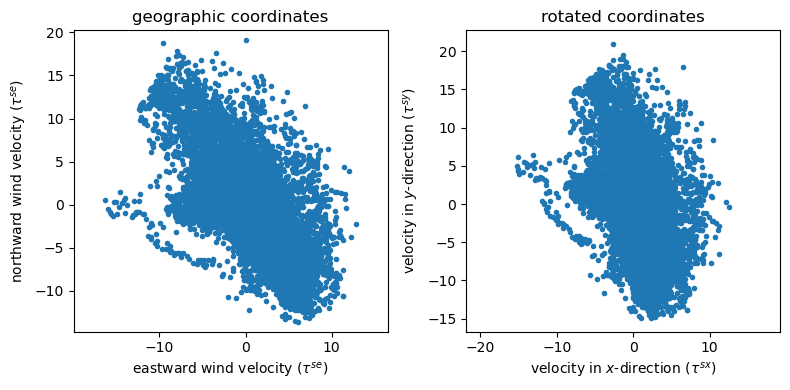 geographic coordinates
northward wind velocity (τ^{se})
20
15
10
5
0
−5
−10
−10 0 10
eastward wind velocity (τ^{se})
rotated coordinates
velocity in y-direction (τ^{sy})
20
15
10
5
0
−5
−10
−15
−20 −10 0 10
velocity in x-direction (τ^{sx})